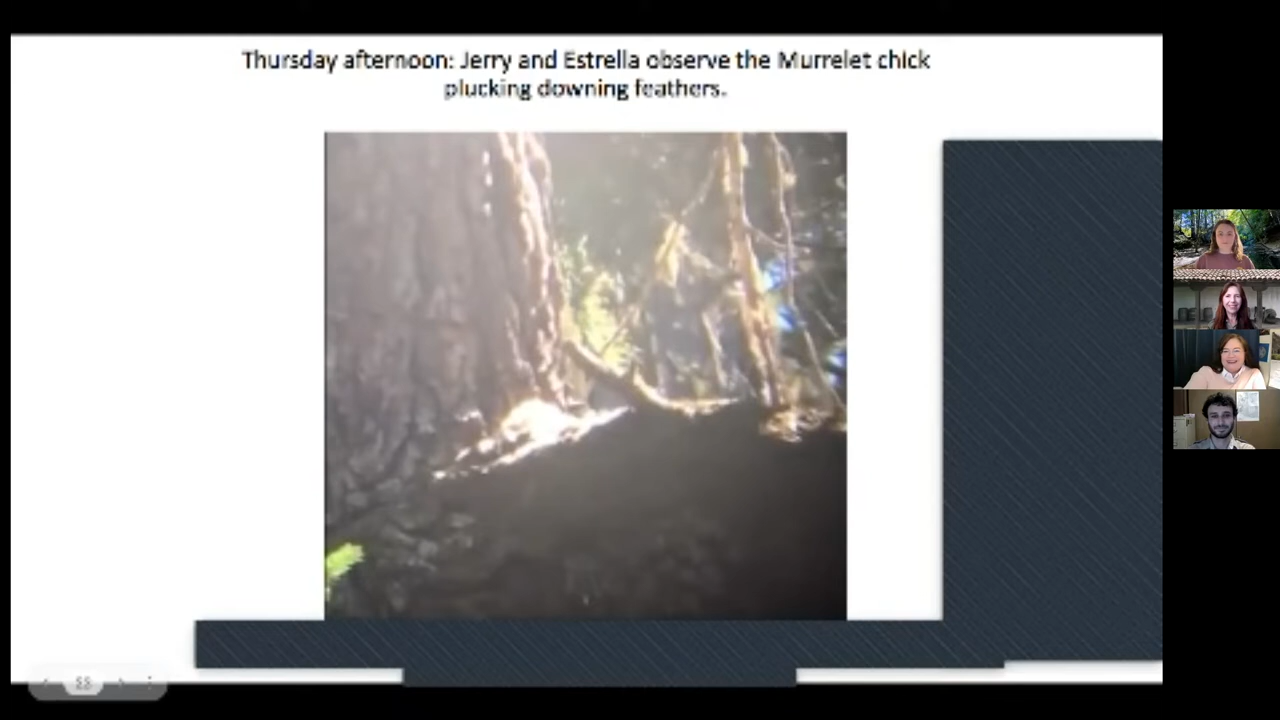 Thursday afternoon: Jerry and Estrella observe the Murrelet chick
plucking downing feathers.